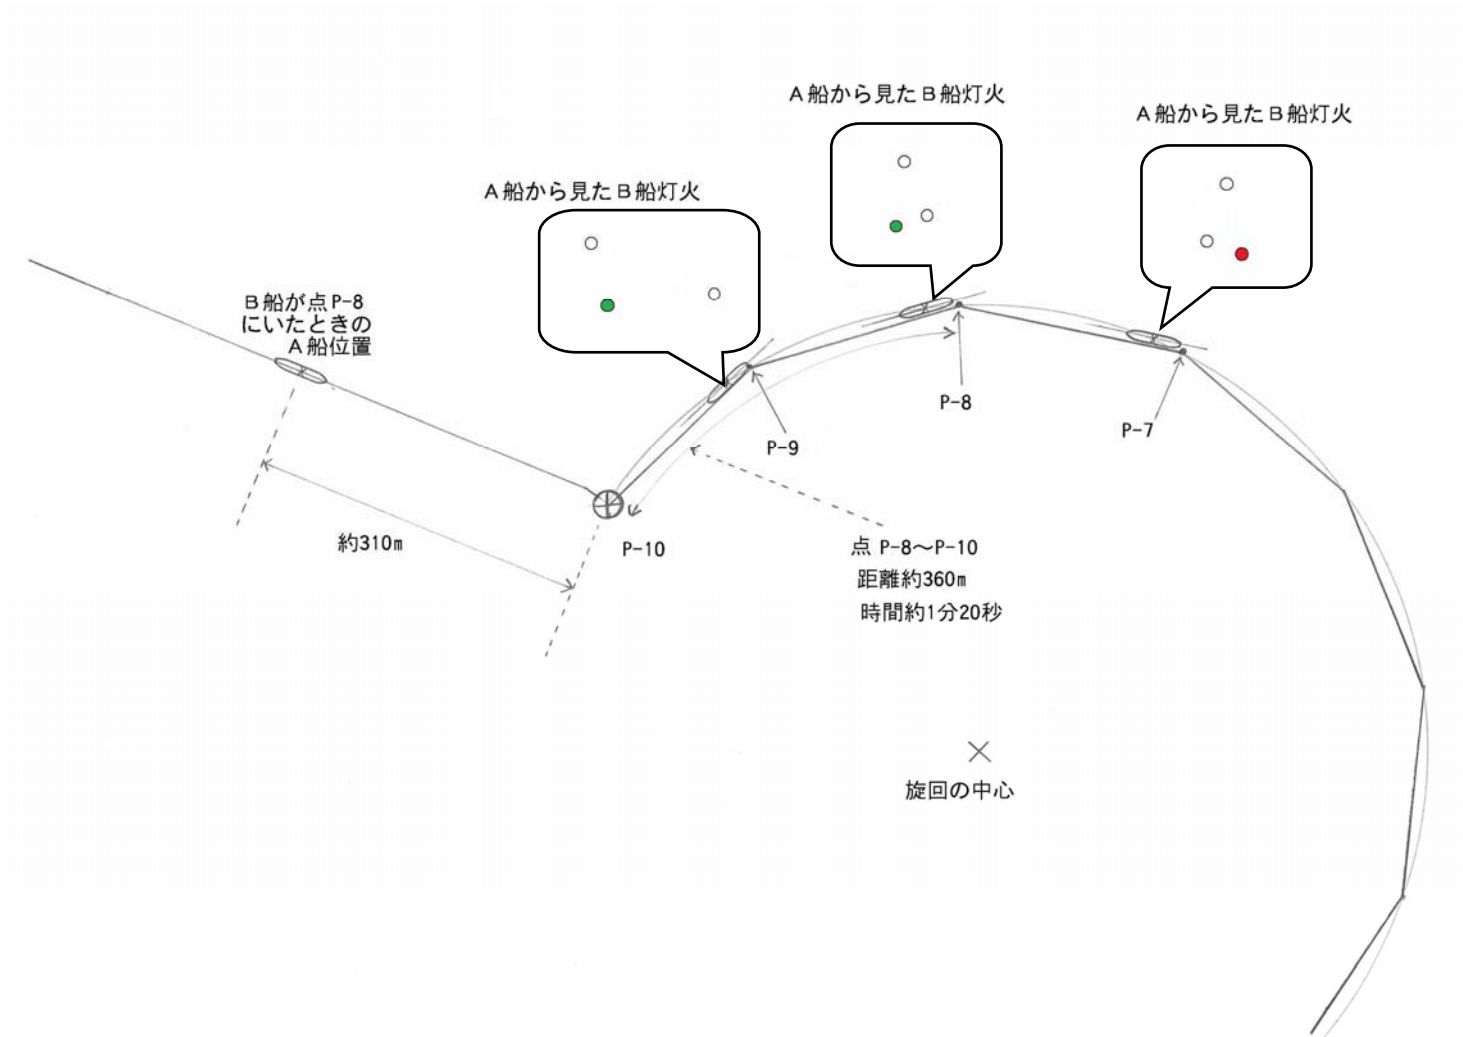 A船から見たB船灯火
A船から見たB船灯火
A船から見たB船灯火
B船が点P-8
にいたときの
A船位置
P-8
P-7
P-9
約310m
P-10
点 P-8～P-10
距離約360m
時間約1分20秒
旋回の中心